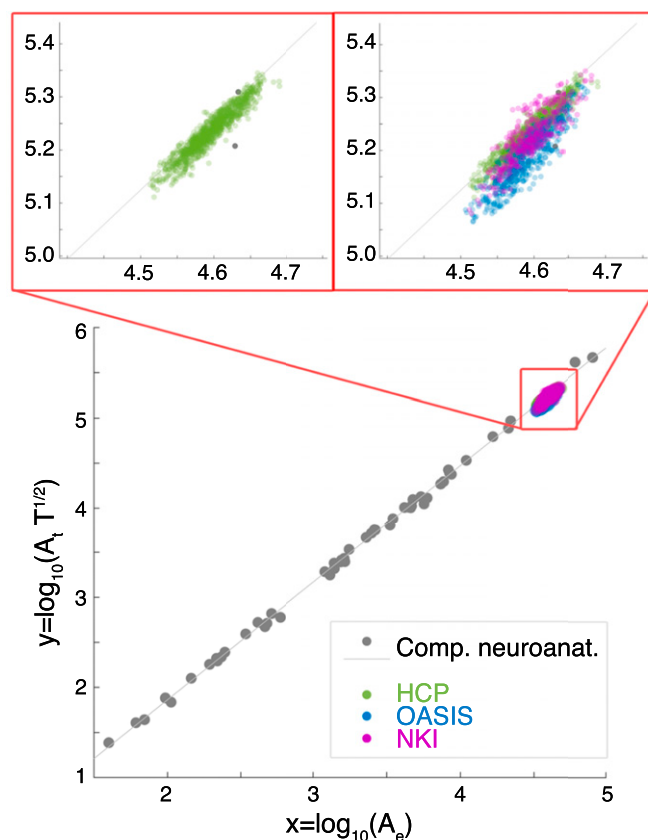 5.4
5.3
5.2
5.1
5.0
4.5 4.6 4.7
5.4
5.3
5.2
5.1
5.0
4.5 4.6 4.7
6
5
4
3
2
1
2 3 4 5
y=log10(At T1/2)
x=log10(Ae)
Comp. neuroanat.
HCP
OASIS
NKI